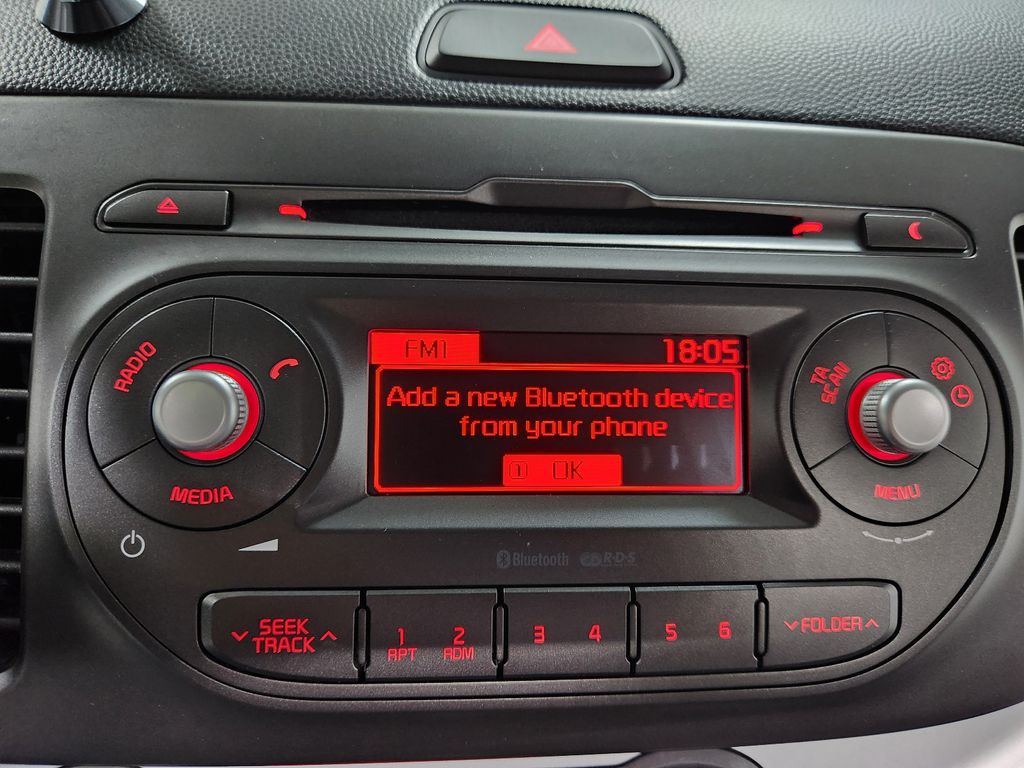 RADIO
MEDIA
FM1
18:05
Add a new Bluetooth device
from your phone
1 OK
TA
SCAN
MENU
Bluetooth
R·D·S
SEEK
TRACK
1
RPT
2
RDM
3
4
5
6
FOLDER